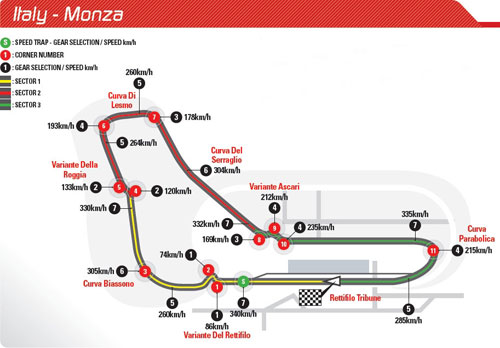 Italy - Monza
S : SPEED TRAP - GEAR SELECTION / SPEED km/h
1 : CORNER NUMBER
1 : GEAR SELECTION / SPEED km/h
: SECTOR 1
: SECTOR 2
: SECTOR 3
260km/h
5
Curva Di
Lesmo
7
3 178km/h
193km/h 4
6
5 264km/h
Curva Del
Serraglio
6 304km/h
Variante Della
Roggia
133km/h 2
5
4
2 120km/h
330km/h 7
Variante Ascari
212km/h
4
332km/h
7
9
4 235km/h
169km/h 3
8
10
335km/h
7
Curva
Parabolica
11
4 215km/h
74km/h 1
2
305km/h 6
3
Curva Biassono
5
260km/h
1
1
86km/h
Variante Del Rettifilo
S
7
340km/h
Rettifilo Tribune
5
285km/h